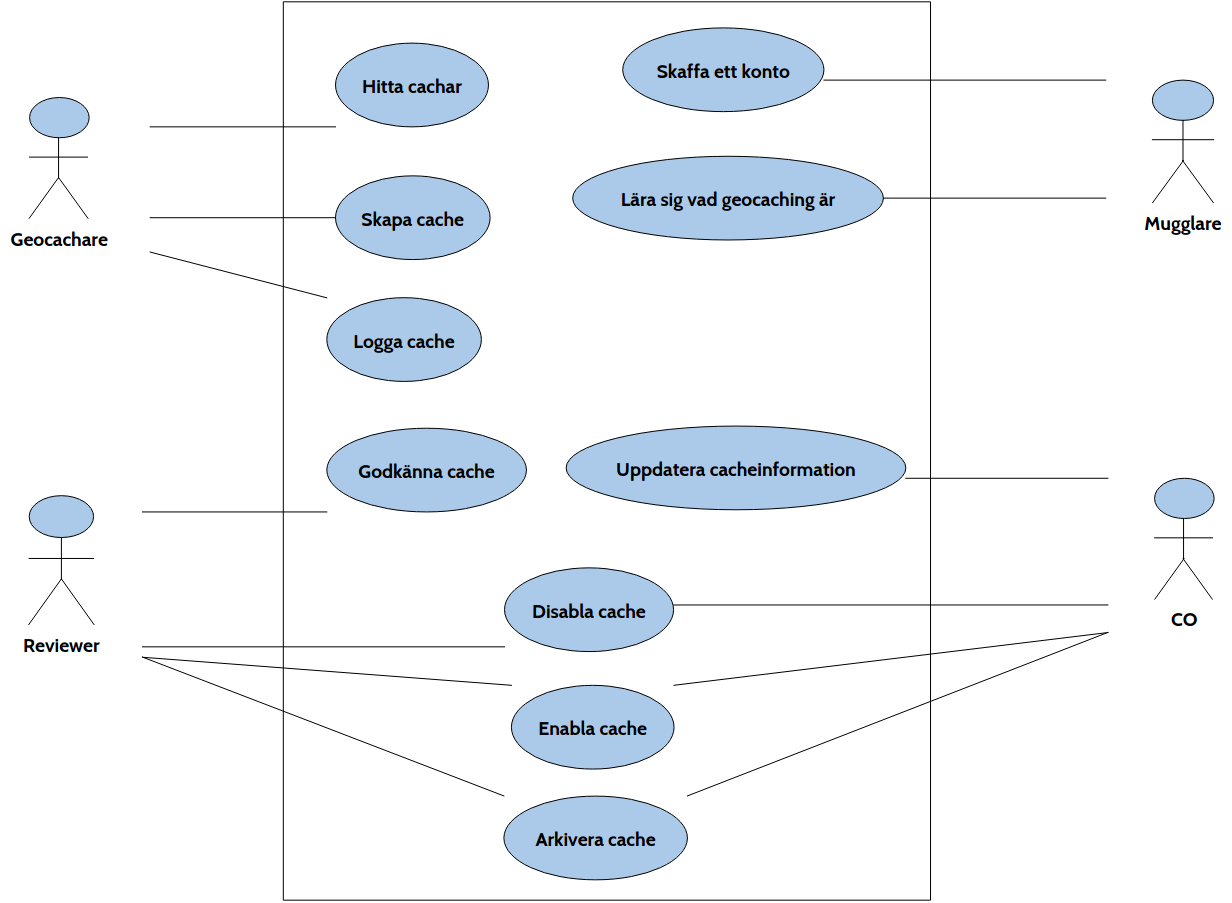 Hitta cachar
Skaffa ett konto
Geocachare
Skapa cache
Lära sig vad geocaching är
Mugglare
Logga cache
Godkänna cache
Uppdatera cacheinformation
Reviewer
Disabla cache
CO
Enabla cache
Arkivera cache